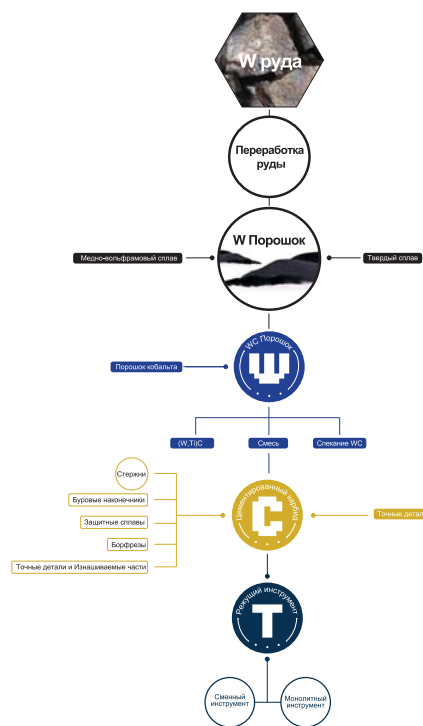 W руда
Переработка
руды
W Порошок
Медно-вольфрамовый сплав
Твердый сплав
WC Порошок
W
Порошок кобальта
(W,Ti)C
Смесь
Спекание WC
Стержни
Буровые наконечники
Защитные сплавы
Борфрезы
Точные детали и Изнашиваемые части
Цементированный карбид
C
Точные детал
Режущий инструмент
T
Сменный
инструмент
Монолитный
инструмент